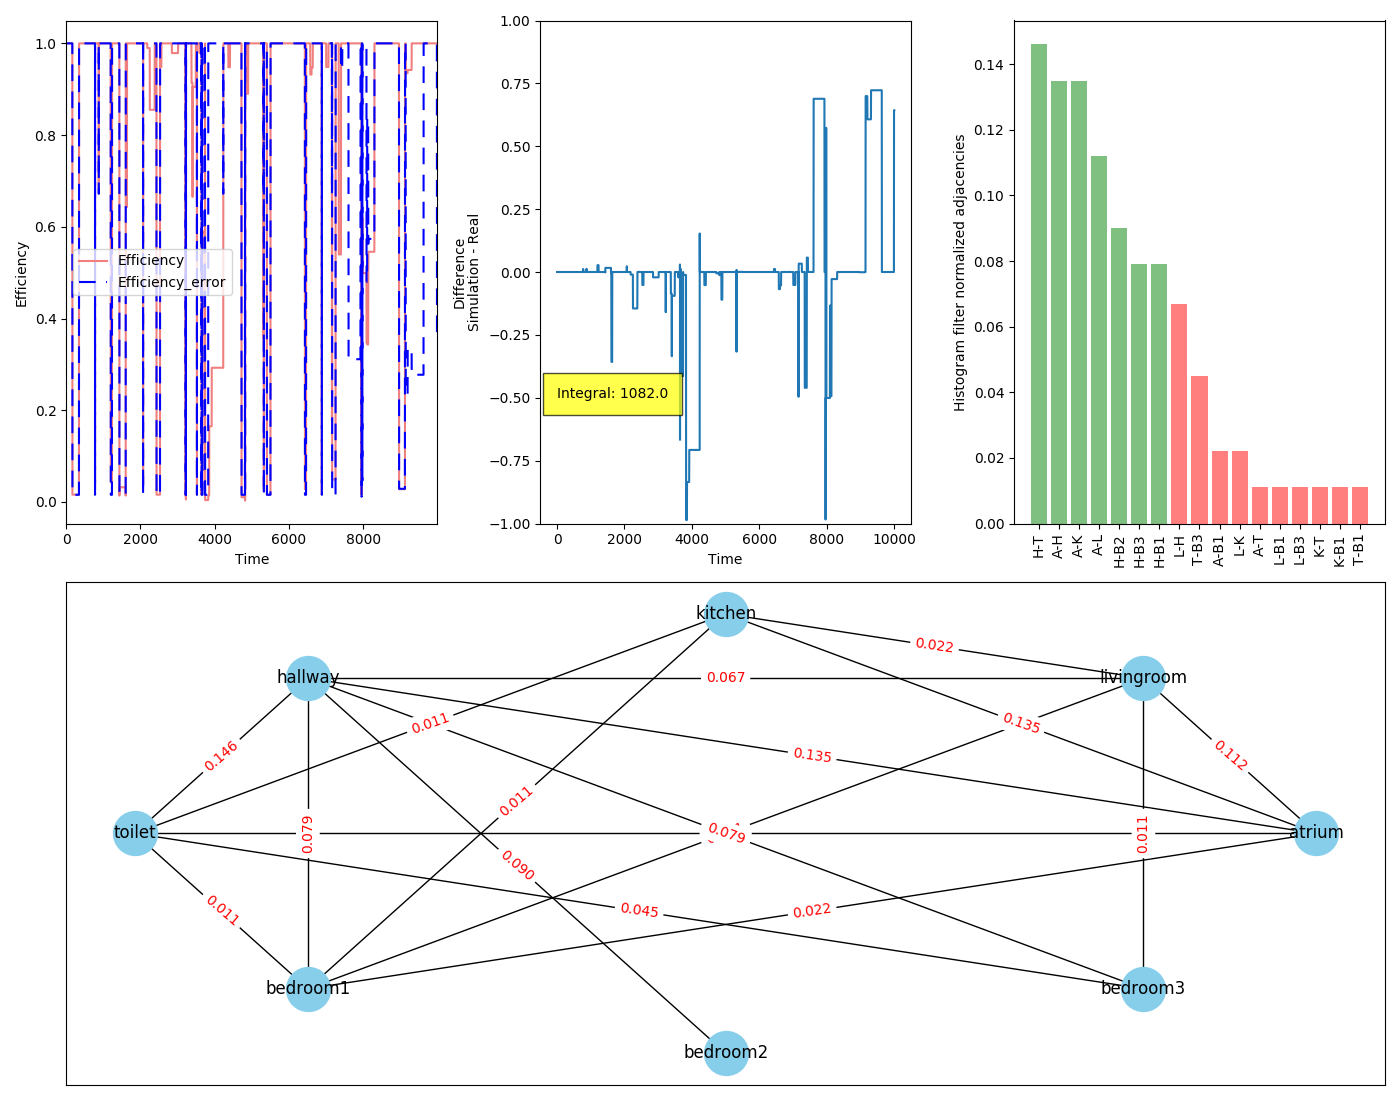 1.0
0.8
0.6
0.4
0.2
0.0
Efficiency
Efficiency
Efficiency_error
0 2000 4000 6000 8000
Time
1.00
0.75
0.50
0.25
0.00
−0.25
−0.50
−0.75
−1.00
Difference
Simulation - Real
Integral: 1082.0
0 2000 4000 6000 8000 10000
Time
0.14
0.12
0.10
0.08
0.06
0.04
0.02
0.00
Histogram filter normalized adjacencies
H-T A-H A-K A-L H-B2 H-B3 H-B1 L-H T-B3 A-B1 L-K A-T L-B1 L-B3 K-T K-B1 T-B1
kitchen
0.022
hallway
0.067
livingroom
0.011
0.135
0.146
0.135
0.112
0.011
toilet
0.079
0.079
0.011
atrium
0.090
0.011
0.045
0.022
bedroom1
bedroom3
bedroom2